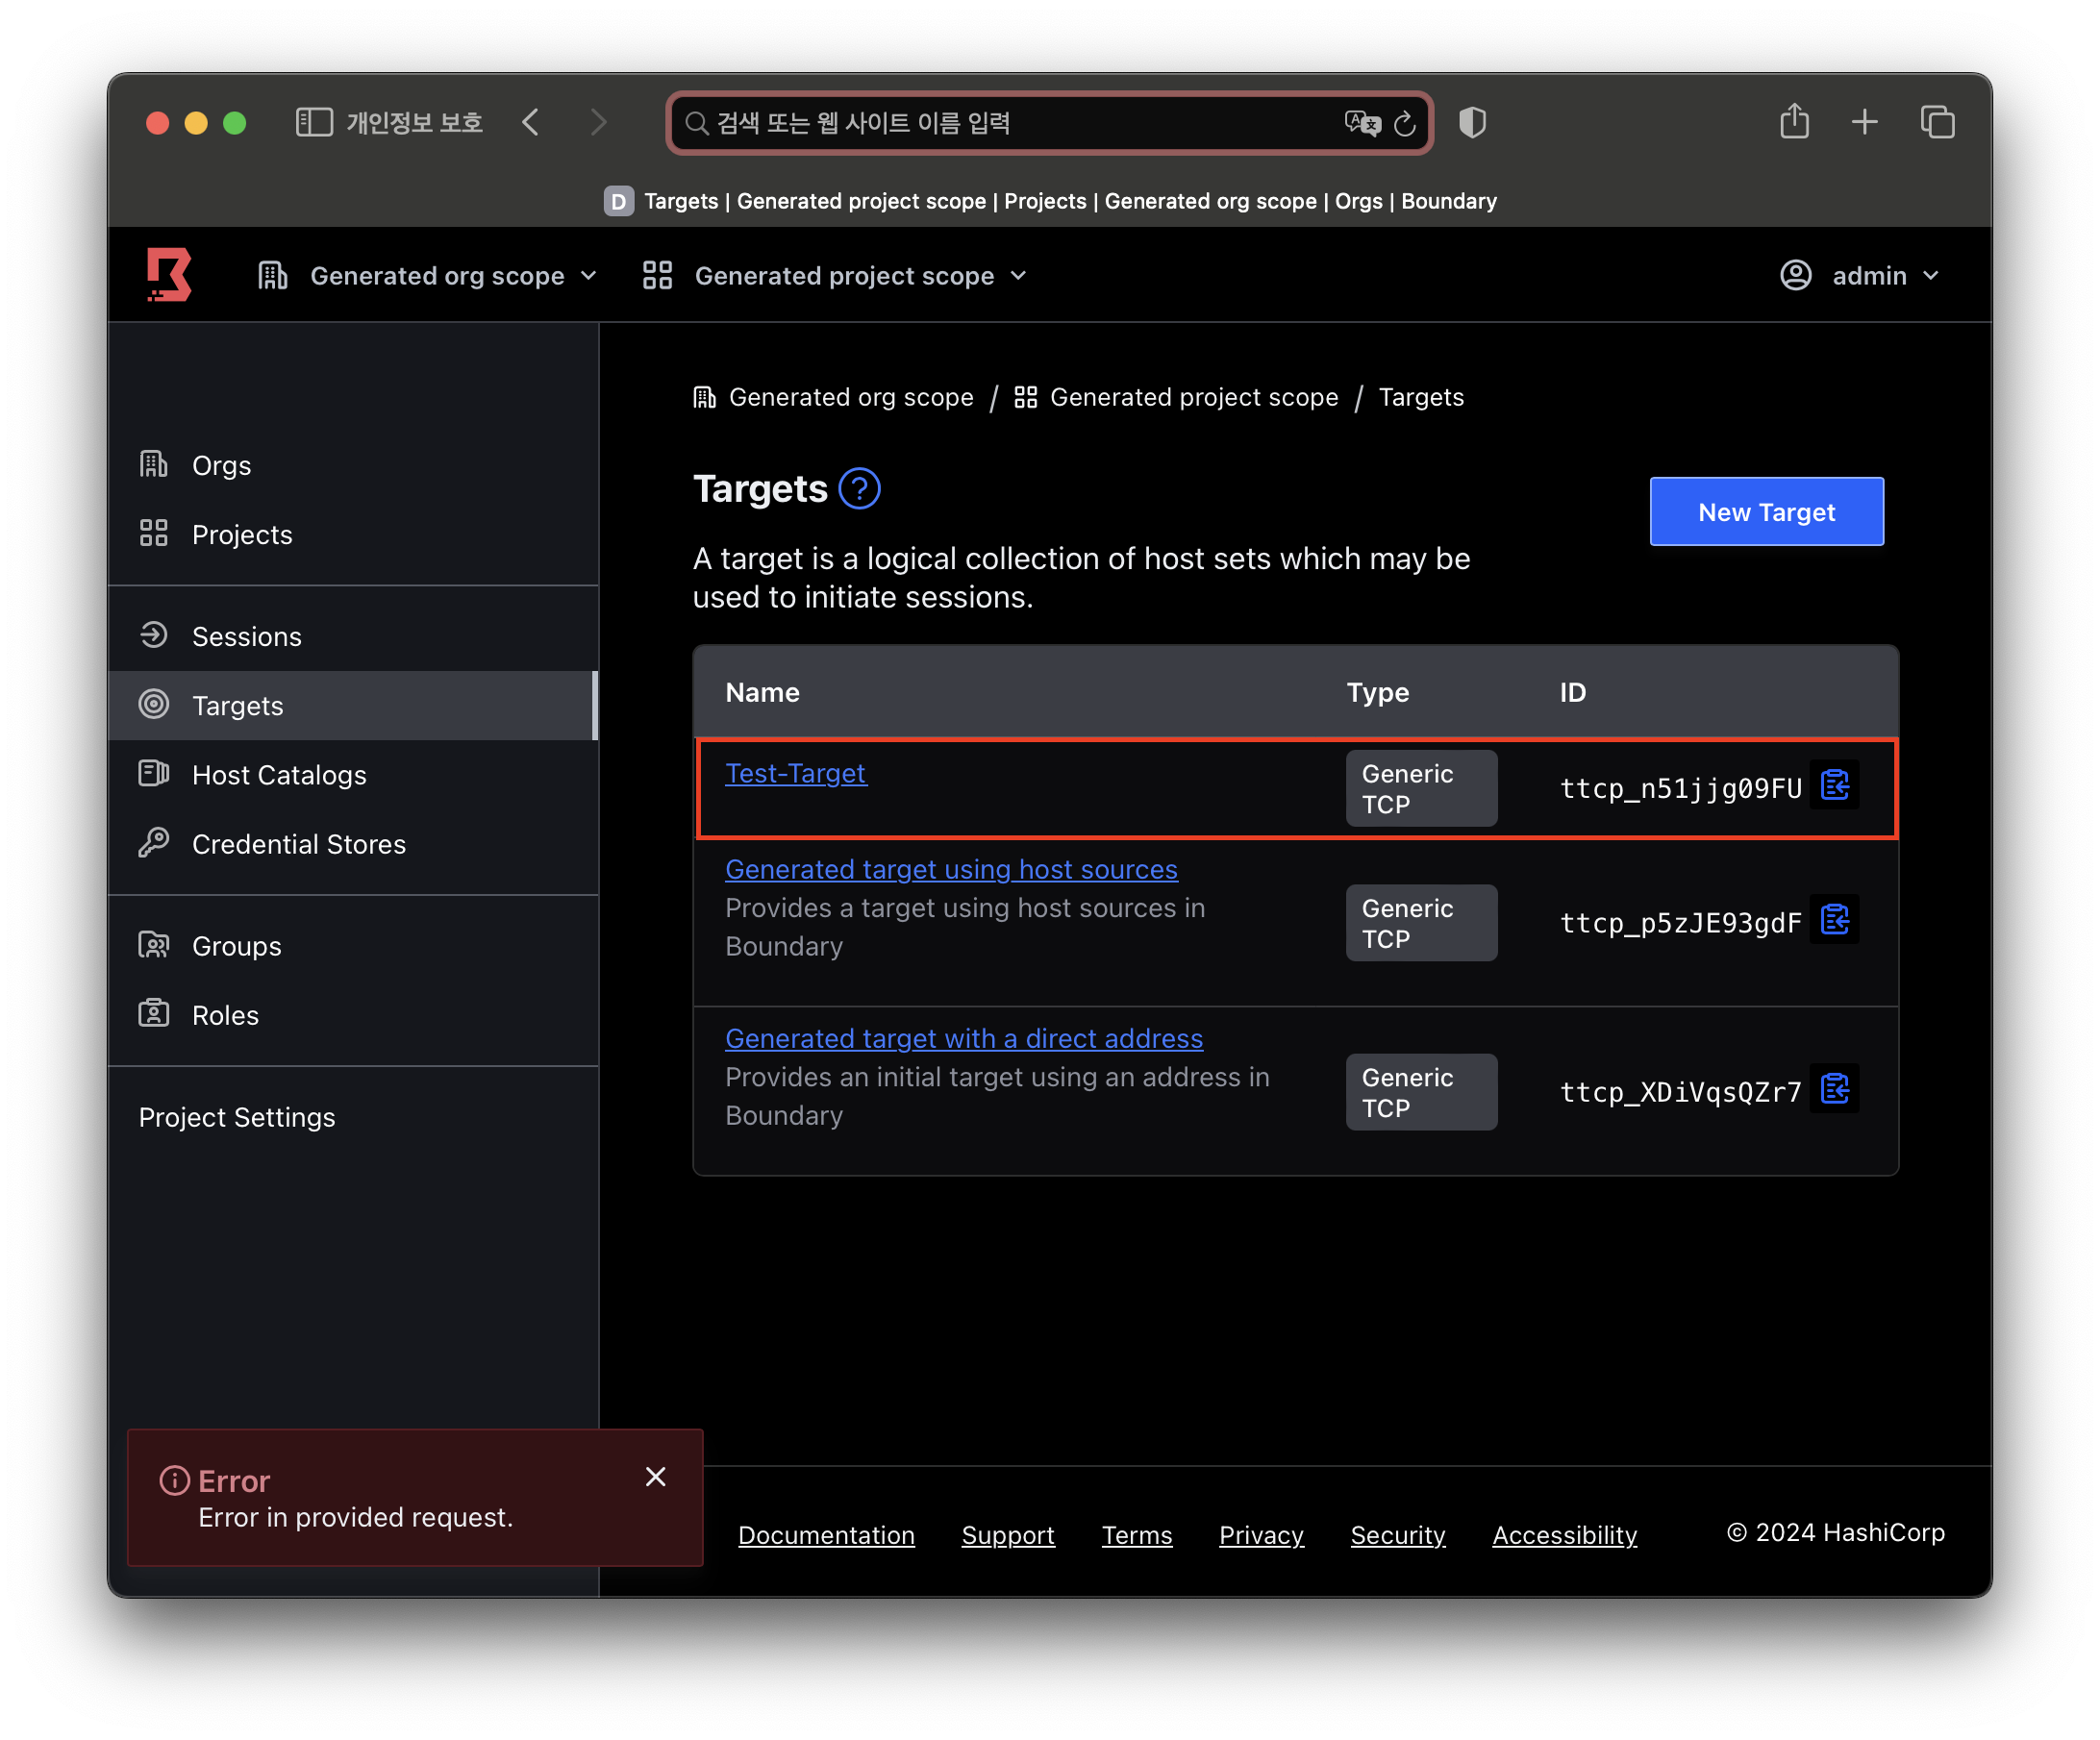 개인정보 보호
검색 또는 웹 사이트 이름 입력
D Targets | Generated project scope | Projects | Generated org scope | Orgs | Boundary
Generated org scope
Generated project scope
admin
Orgs
Projects
Sessions
Targets
Host Catalogs
Credential Stores
Groups
Roles
Project Settings
Generated org scope / Generated project scope / Targets
Targets ?
New Target
A target is a logical collection of host sets which may be
used to initiate sessions.
Name Type ID
Test-Target
Generic
TCP
ttcp_n51jjg09FU
Generated target using host sources
Provides a target using host sources in
Boundary
Generic
TCP
ttcp_p5zJE93gdF
Generated target with a direct address
Provides an initial target using an address in
Boundary
Generic
TCP
ttcp_XDiVqsQZr7
Error
Error in provided request.
Documentation Support Terms Privacy Security Accessibility © 2024 HashiCorp